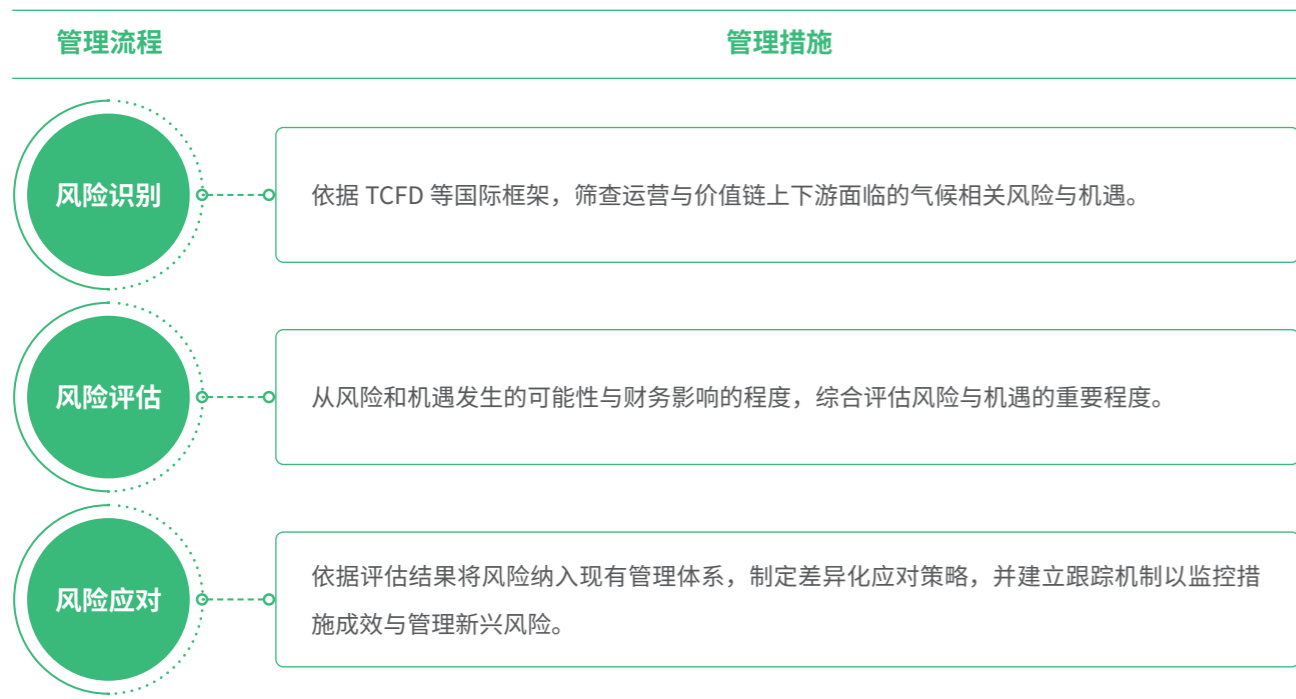 管理流程
管理措施
风险识别
依据 TCFD 等国际框架，筛查运营与价值链上下游面临的气候相关风险与机遇。
风险评估
从风险和机遇发生的可能性与财务影响的程度，综合评估风险与机遇的重要程度。
风险应对
依据评估结果将风险纳入现有管理体系，制定差异化应对策略，并建立跟踪机制以监控措
施成效与管理新兴风险。